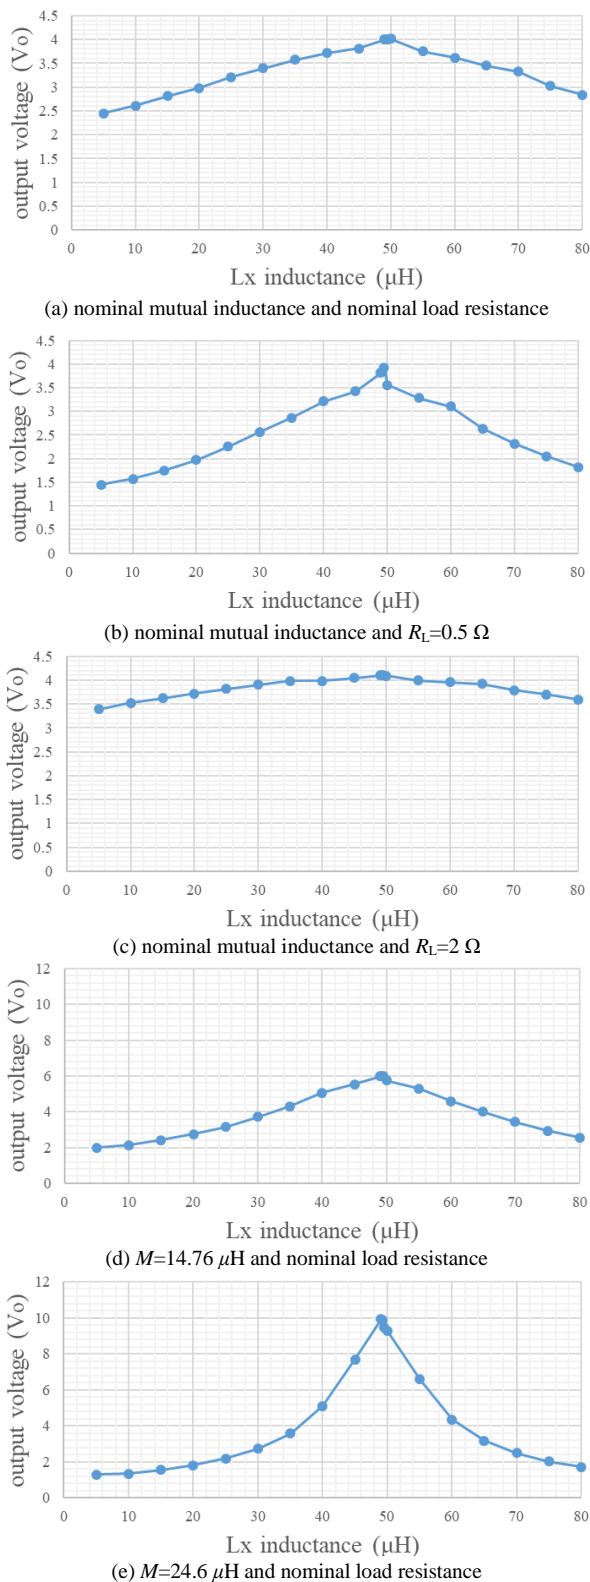 output voltage (Vo)
4.5
4
3.5
3
2.5
2
1.5
1
0.5
0
0 10 20 30 40 50 60 70 80
Lx inductance (μH)
(a) nominal mutual inductance and nominal load resistance
output voltage (Vo)
4.5
4
3.5
3
2.5
2
1.5
1
0.5
0
0 10 20 30 40 50 60 70 80
Lx inductance (μH)
(b) nominal mutual inductance and RL=0.5 Ω
output voltage (Vo)
4.5
4
3.5
3
2.5
2
1.5
1
0.5
0
0 10 20 30 40 50 60 70 80
Lx inductance (μH)
(c) nominal mutual inductance and RL=2 Ω
output voltage (Vo)
12
10
8
6
4
2
0
0 10 20 30 40 50 60 70 80
Lx inductance (μH)
(d) M=14.76 μH and nominal load resistance
output voltage (Vo)
12
10
8
6
4
2
0
0 10 20 30 40 50 60 70 80
Lx inductance (μH)
(e) M=24.6 μH and nominal load resistance